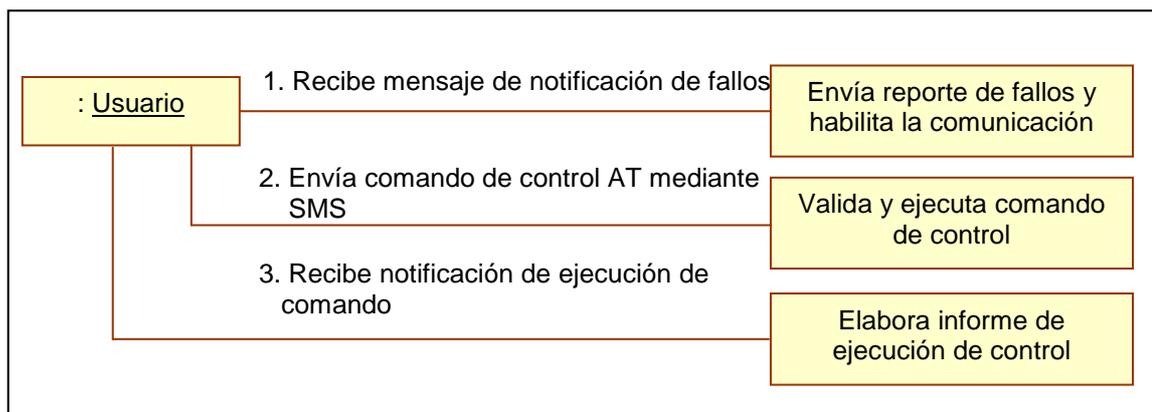 : Usuario
1. Recibe mensaje de notificación de fallos
Envía reporte de fallos y
habilita la comunicación
2. Envía comando de control AT mediante
SMS
Valida y ejecuta comando
de control
3. Recibe notificación de ejecución de
comando
Elabora informe de
ejecución de control